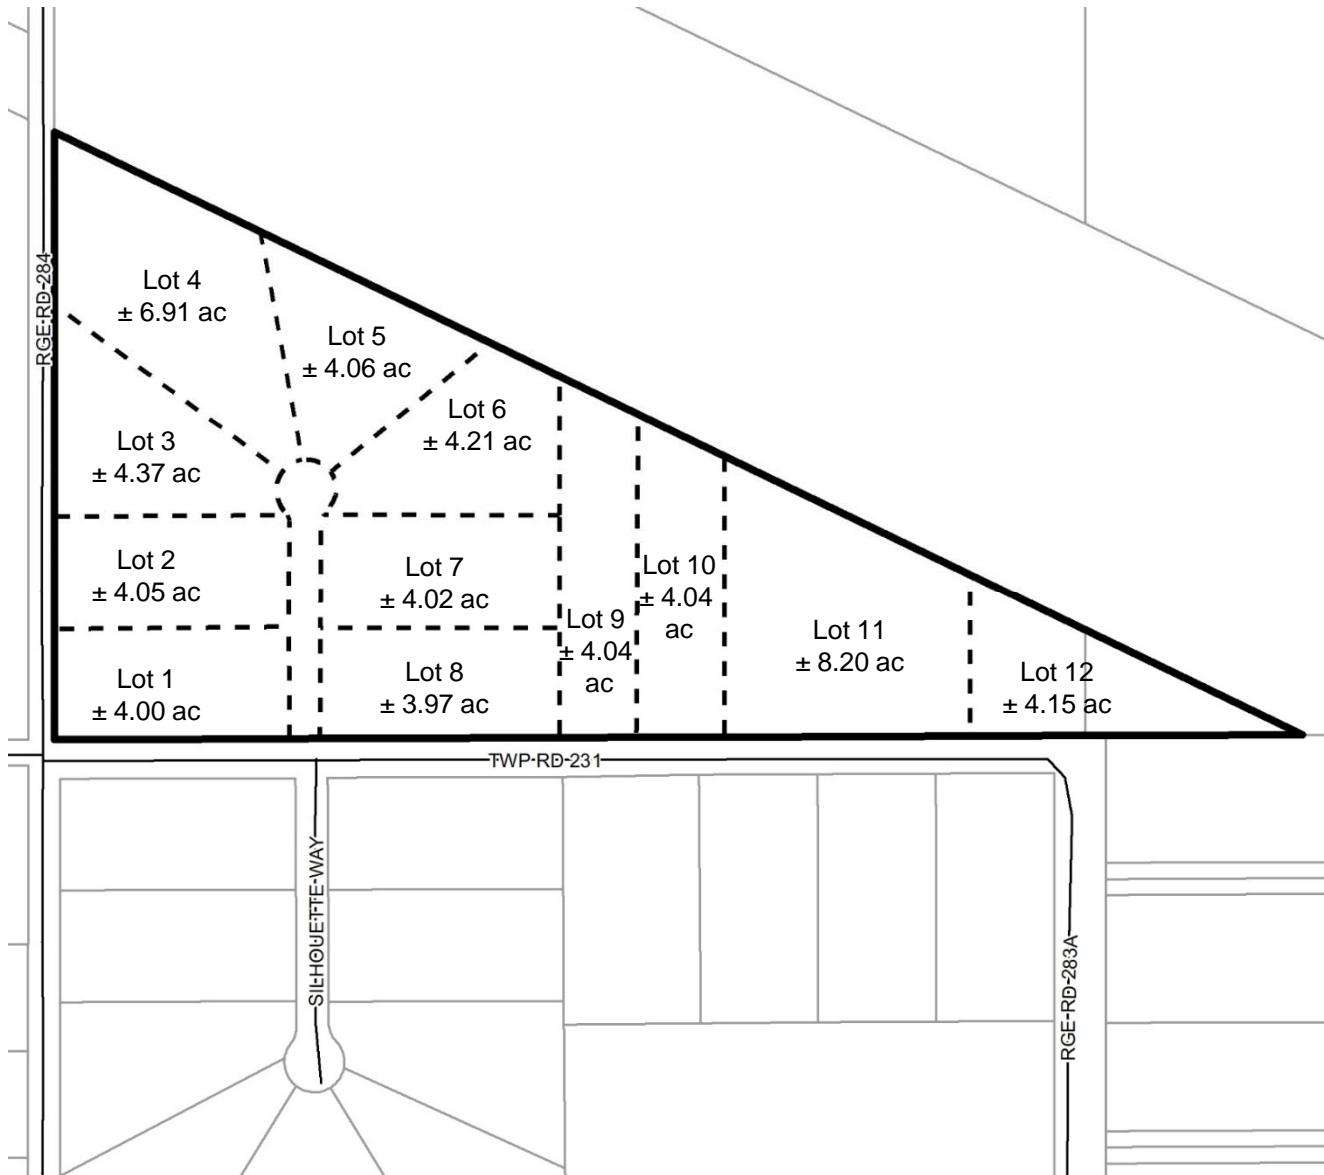 RGE-RD-284
Lot 4
± 6.91 ac
Lot 5
± 4.06 ac
Lot 6
± 4.21 ac
Lot 3
± 4.37 ac
Lot 2
± 4.05 ac
Lot 7
± 4.02 ac
Lot 10
± 4.04
ac
Lot 9
± 4.04
ac
Lot 11
± 8.20 ac
Lot 12
± 4.15 ac
Lot 1
± 4.00 ac
Lot 8
± 3.97 ac
TWP-RD-231
SILHOUETTE-WAY
RGE-RD-283A